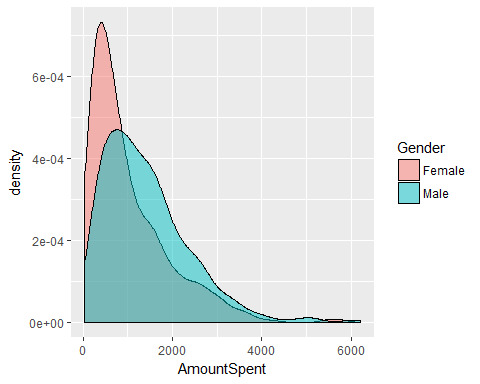 6e-04
4e-04
2e-04
0e+00
density
0
2000
4000
6000
AmountSpent
Gender
Female
Male